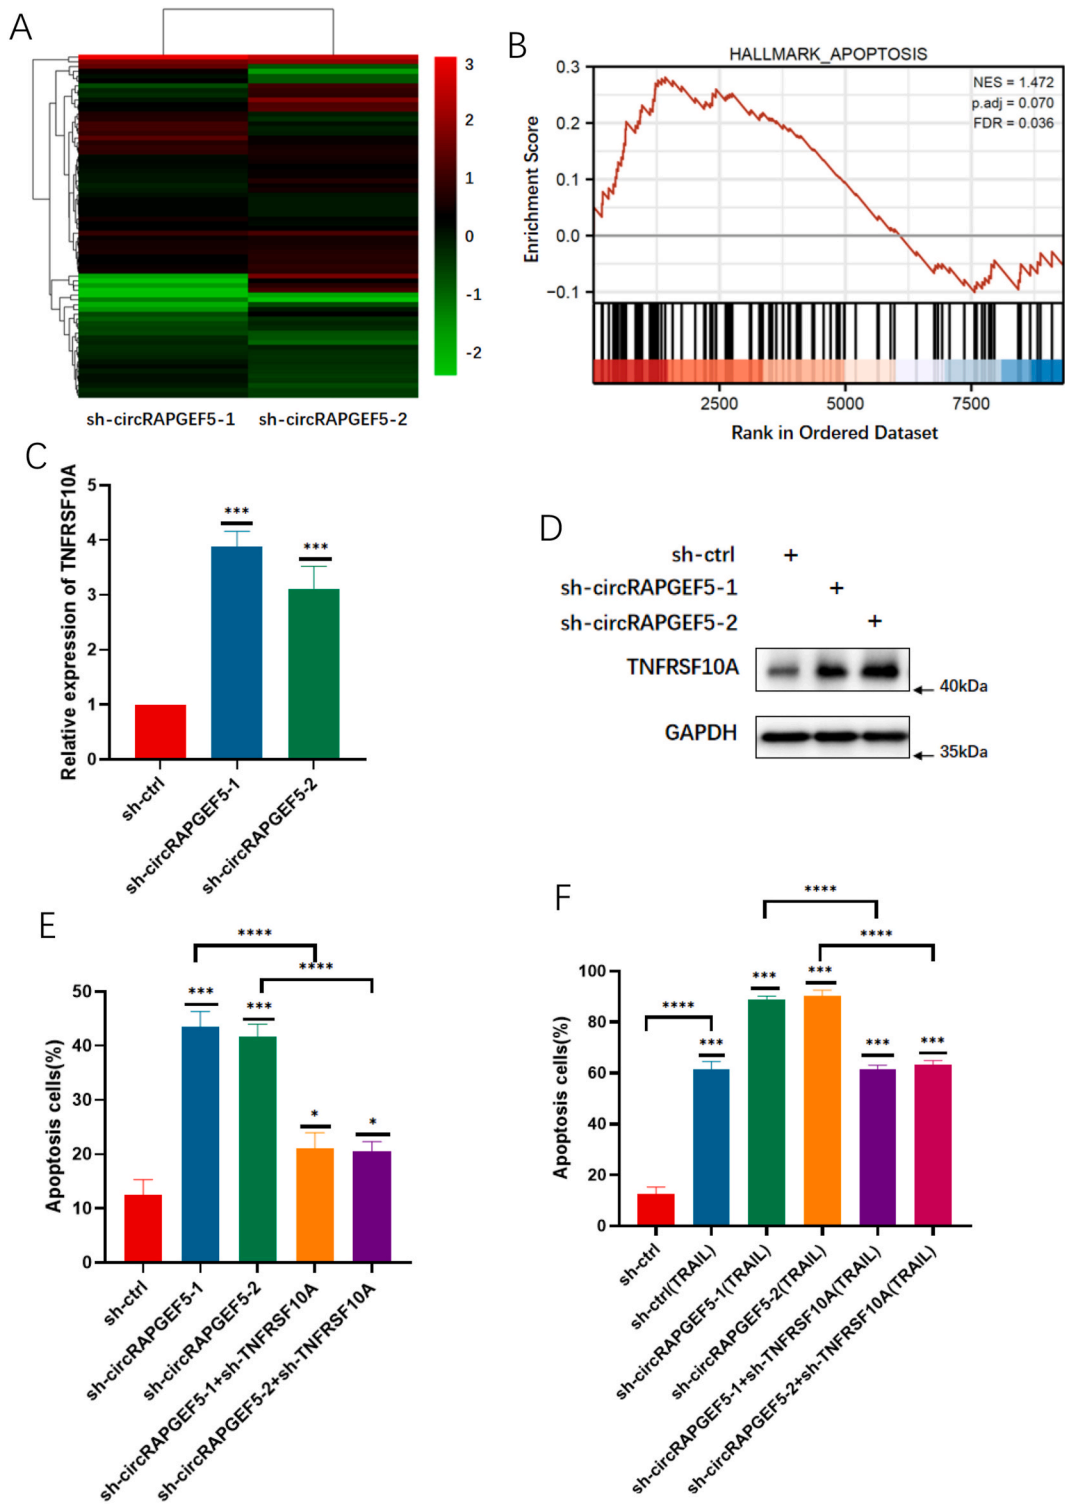 A
3
2
1
0
-1
-2
sh-circRAPGEF5-1
sh-circRAPGEF5-2
B
HALLMARK_APOPTOSIS
NES = 1.472
p.adj = 0.070
FDR = 0.036
Enrichment Score
0.3
0.2
0.1
0.0
−0.1
2500
5000
7500
Rank in Ordered Dataset
C
Relative expression of TNFRSF10A
5
4
3
2
1
0
***
***
sh-ctrl
sh-circRAPGEF5-1
sh-circRAPGEF5-2
D
sh-ctrl +
sh-circRAPGEF5-1 +
sh-circRAPGEF5-2 +
TNFRSF10A
40kDa
GAPDH
35kDa
E
Apoptosis cells(%)
50
40
30
20
10
0
****
****
***
***
*
*
sh-ctrl
sh-circRAPGEF5-1
sh-circRAPGEF5-2
sh-circRAPGEF5-1+sh-TNFRSF10A
sh-circRAPGEF5-2+sh-TNFRSF10A
F
Apoptosis cells(%)
100
80
60
40
20
0
****
****
****
***
***
***
***
***
sh-ctrl
sh-ctrl(TRAIL)
sh-circRAPGEF5-1(TRAIL)
sh-circRAPGEF5-2(TRAIL)
sh-circRAPGEF5-1+sh-TNFRSF10A(TRAIL)
sh-circRAPGEF5-2+sh-TNFRSF10A(TRAIL)